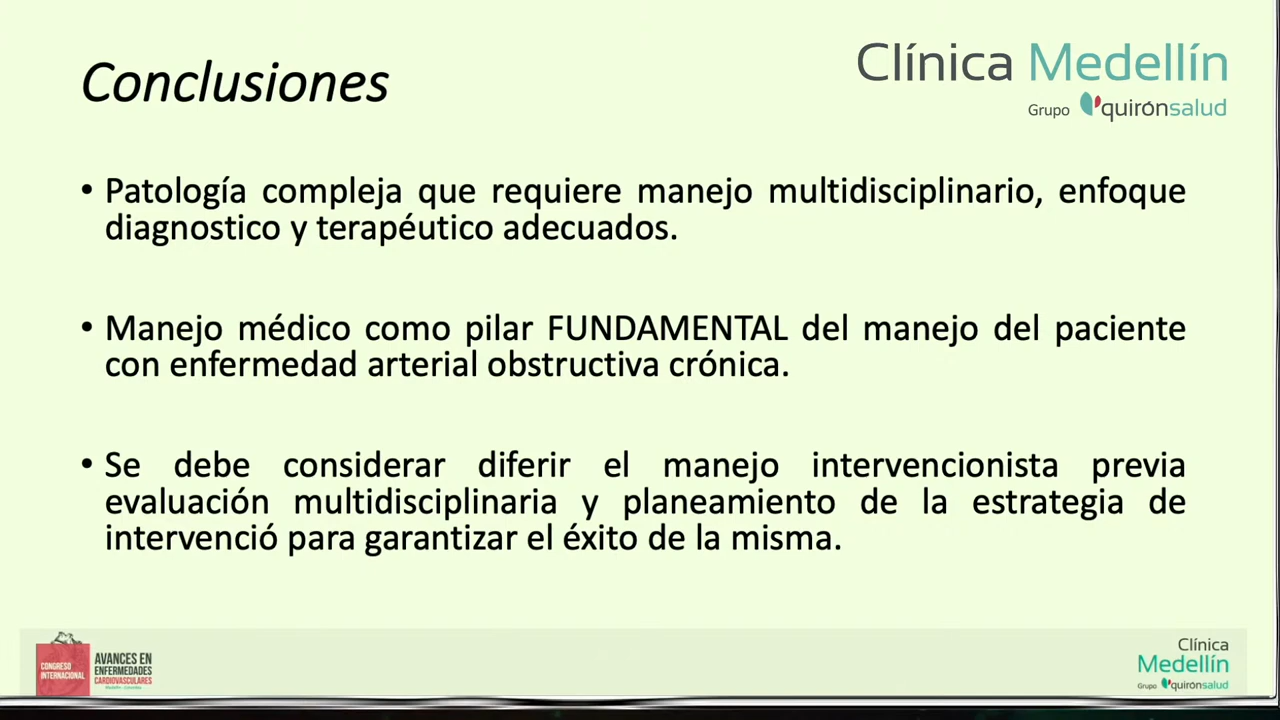 Conclusiones
Clínica Medellín
Grupo quirónsalud
• Patología compleja que requiere manejo multidisciplinario, enfoque
diagnostico y terapéutico adecuados.
• Manejo médico como pilar FUNDAMENTAL del manejo del paciente
con enfermedad arterial obstructiva crónica.
• Se debe considerar diferir el manejo intervencionista previa
evaluación multidisciplinaria y planeamiento de la estrategia de
intervenció para garantizar el éxito de la misma.
CONGRESO
INTERNACIONAL
AVANCES EN
ENFERMEDADES
CARDIOVASCULARES
Medellín - Colombia
Clínica
Medellín
Grupo quirónsalud